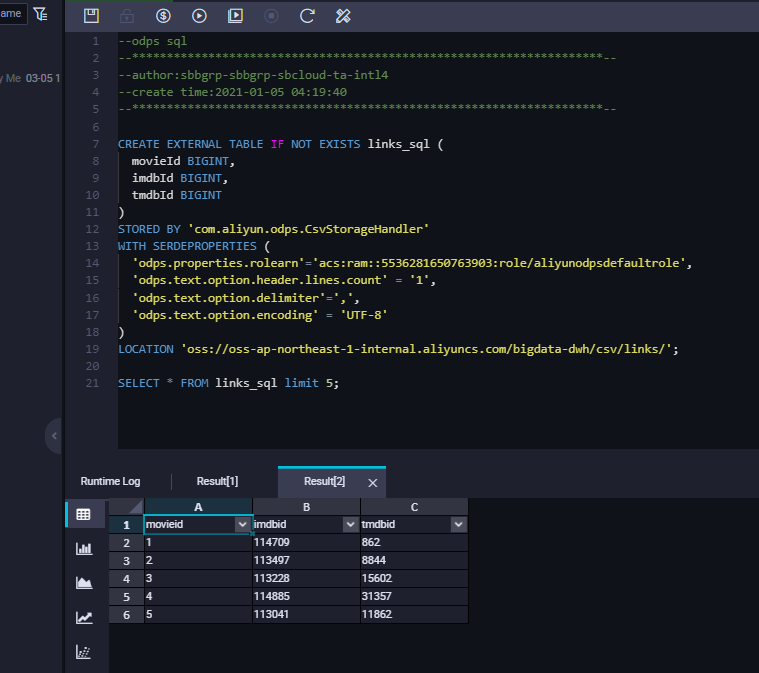 ame
y Me 03-05 1
1 --odps sql
2 --********************************************************************--
3 --author:sbbgrp-sbbgrp-sbcloud-ta-intl4
4 --create time:2021-01-05 04:19:40
5 --********************************************************************--
6
7 CREATE EXTERNAL TABLE IF NOT EXISTS links_sql (
8 movieId BIGINT,
9 imdbId BIGINT,
10 tmdbId BIGINT
11 )
12 STORED BY 'com.aliyun.odps.CsvStorageHandler'
13 WITH SERDEPROPERTIES (
14 'odps.properties.rolearn'='acs:ram::5536281650763903:role/aliyunodpsdefaultrole',
15 'odps.text.option.header.lines.count' = '1',
16 'odps.text.option.delimiter'=',',
17 'odps.text.option.encoding' = 'UTF-8'
18 )
19 LOCATION 'oss://oss-ap-northeast-1-internal.aliyuncs.com/bigdata-dwh/csv/links/';
20
21 SELECT * FROM links_sql limit 5;
Runtime Log Result[1] Result[2]
A B C
1 movieid imdbid tmdbid
2 1 114709 862
3 2 113497 8844
4 3 113228 15602
5 4 114885 31357
6 5 113041 11862